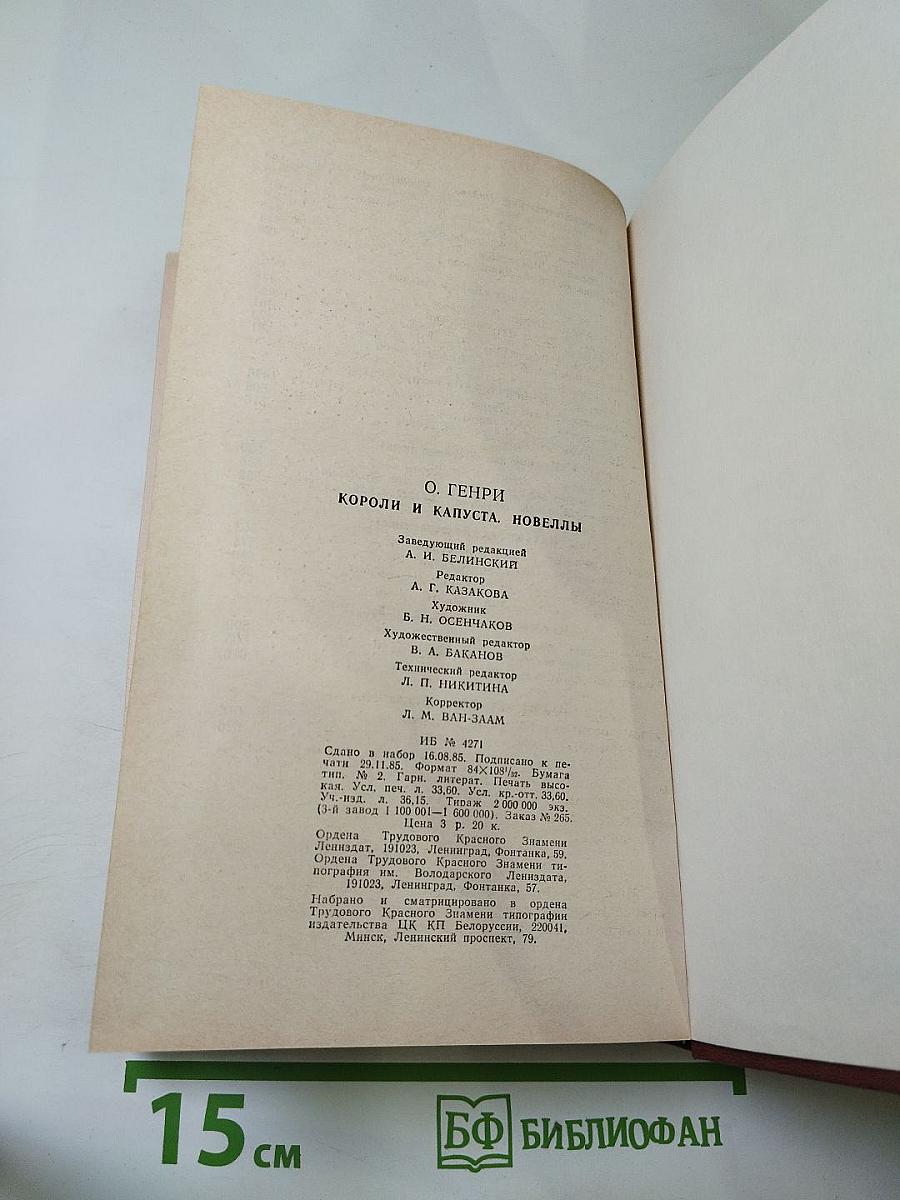 О. ГЕНРИ
КОРОЛИ И КАПУСТА. НОВЕЛЛЫ
Заведующий редакцией
А. И. БЕЛИНСКИЙ
Редактор
А. Г. КАЗАКОВА
Художник
Б. Н. ОСЕНЧАКОВ
Художественный редактор
В. А. БАКАНОВ
Технический редактор
Л. П. НИКИТИНА
Корректор
Л. М. ВАН-ЗААМ
ИБ № 4271
Сдано в набор 16.08.85. Подписано к пе-
чати 29.11.85. Формат 84×108¹/₃₂. Бумага
тип. № 2. Гарн. литерат. Печать высо-
кая. Усл. печ. л. 33,60. Усл. кр.-отт. 33,60.
Уч.-изд. л. 36,15. Тираж 2 000 000 экз.
(3-й завод 1 100 001—1 600 000). Заказ № 265.
Цена 3 р. 20 к.
Ордена Трудового Красного Знамени
Лениздат, 191023, Ленинград, Фонтанка, 59.
Ордена Трудового Красного Знамени ти-
пография им. Володарского Лениздата,
191023, Ленинград, Фонтанка, 57.
Набрано и сматрицировано в ордена
Трудового Красного Знамени типографии
издательства ЦК КП Белоруссии, 220041,
Минск, Ленинский проспект, 79.
15 см
БФ БИБЛИОФАН